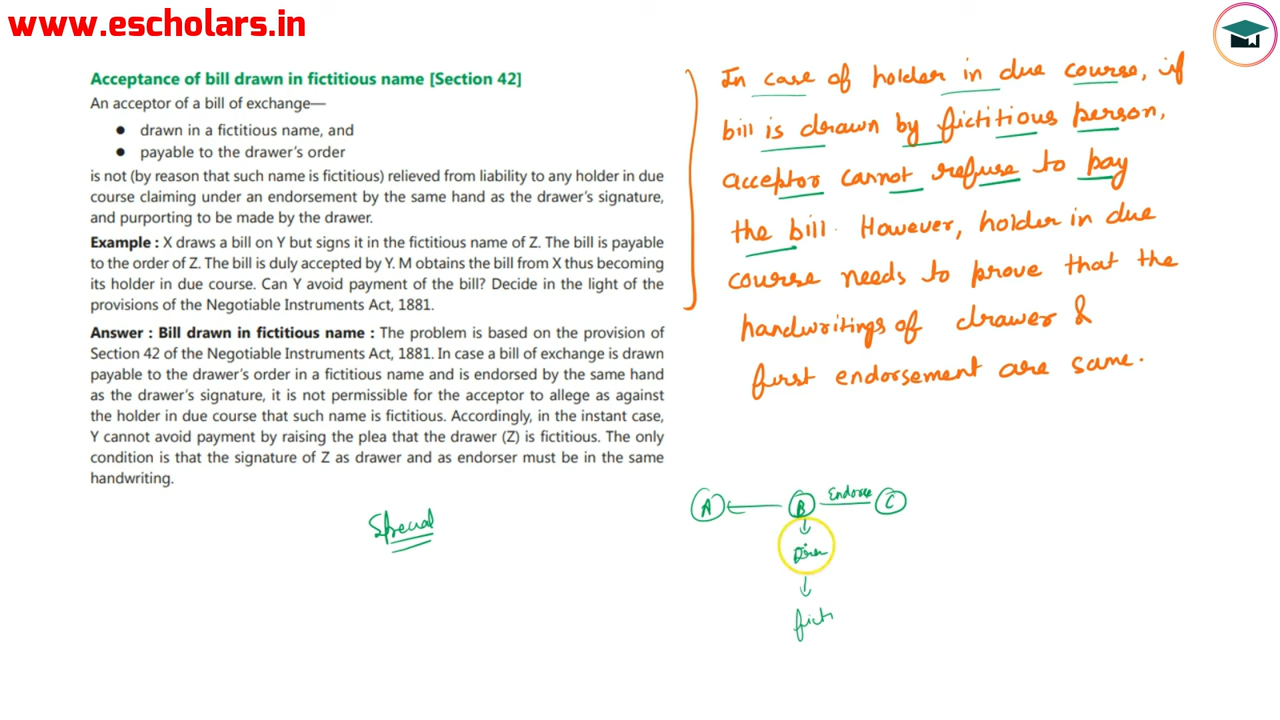 www.escholars.in
Acceptance of bill drawn in fictitious name [Section 42]
An acceptor of a bill of exchange—
● drawn in a fictitious name, and
● payable to the drawer's order
is not (by reason that such name is fictitious) relieved from liability to any holder in due
course claiming under an endorsement by the same hand as the drawer's signature,
and purporting to be made by the drawer.
Example : X draws a bill on Y but signs it in the fictitious name of Z. The bill is payable
to the order of Z. The bill is duly accepted by Y. M obtains the bill from X thus becoming
its holder in due course. Can Y avoid payment of the bill? Decide in the light of the
provisions of the Negotiable Instruments Act, 1881.
Answer : Bill drawn in fictitious name : The problem is based on the provision of
Section 42 of the Negotiable Instruments Act, 1881. In case a bill of exchange is drawn
payable to the drawer's order in a fictitious name and is endorsed by the same hand
as the drawer's signature, it is not permissible for the acceptor to allege as against
the holder in due course that such name is fictitious. Accordingly, in the instant case,
Y cannot avoid payment by raising the plea that the drawer (Z) is fictitious. The only
condition is that the signature of Z as drawer and as endorser must be in the same
handwriting.
In case of holder in due course, if
bill is drawn by fictitious person,
acceptor cannot refuse to pay
the bill. However, holder in due
course needs to prove that the
handwritings of drawer &
first endorsement are same.
A B Endorse C
fict